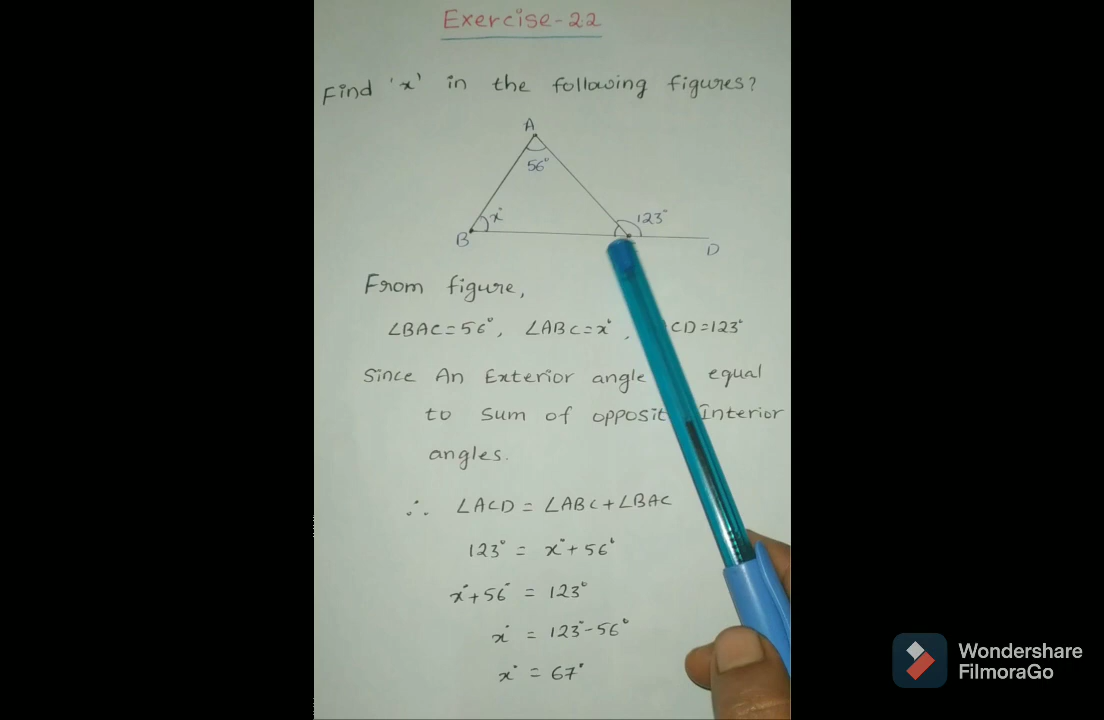 Exercise-22
Find 'x' in the following figures?
A
56°
x°
123°
B
D
From figure,
∠BAC=56°, ∠ABC=x°, CD=123°
Since An Exterior angle equal
to sum of opposit Interior
angles.
∴ ∠ACD = ∠ABC+∠BAC
123° = x°+56°
x°+56° = 123°
x° = 123°-56°
x° = 67°
Wondershare
FilmoraGo